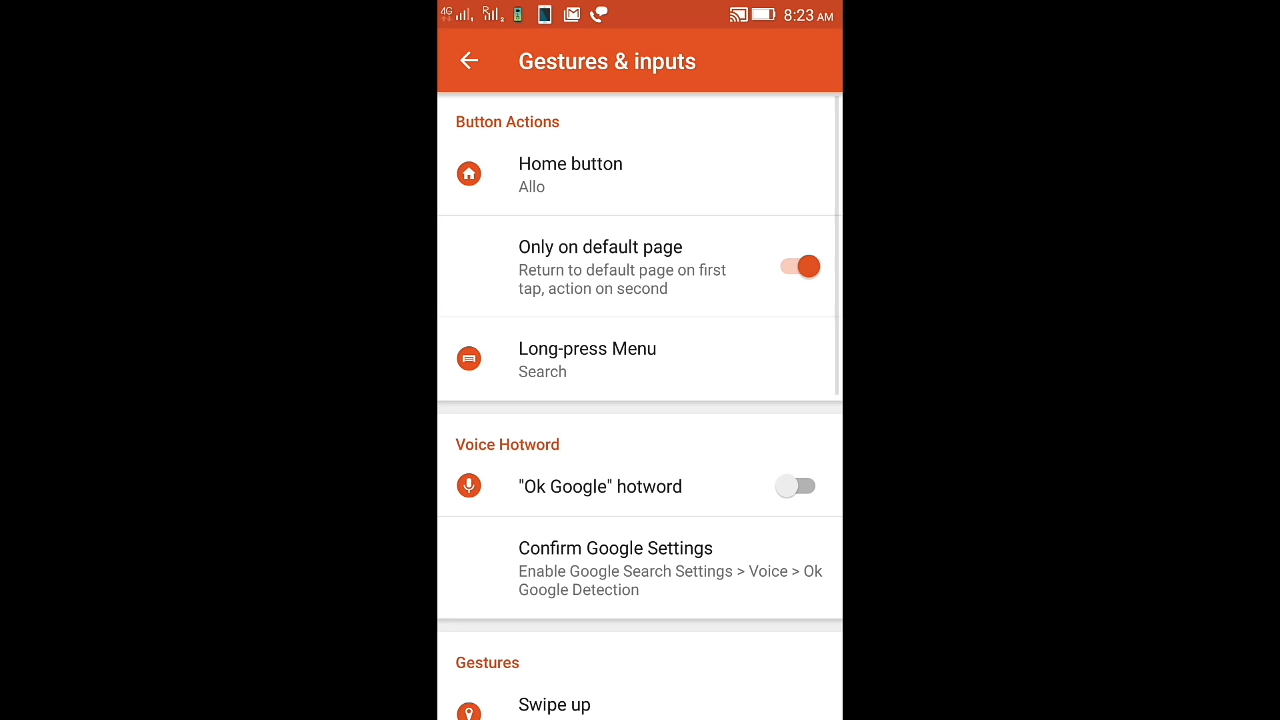 4G R 2 8:23 AM
Gestures & inputs
Button Actions
Home button
Allo
Only on default page
Return to default page on first
tap, action on second
Long-press Menu
Search
Voice Hotword
"Ok Google" hotword
Confirm Google Settings
Enable Google Search Settings > Voice > Ok
Google Detection
Gestures
Swipe up